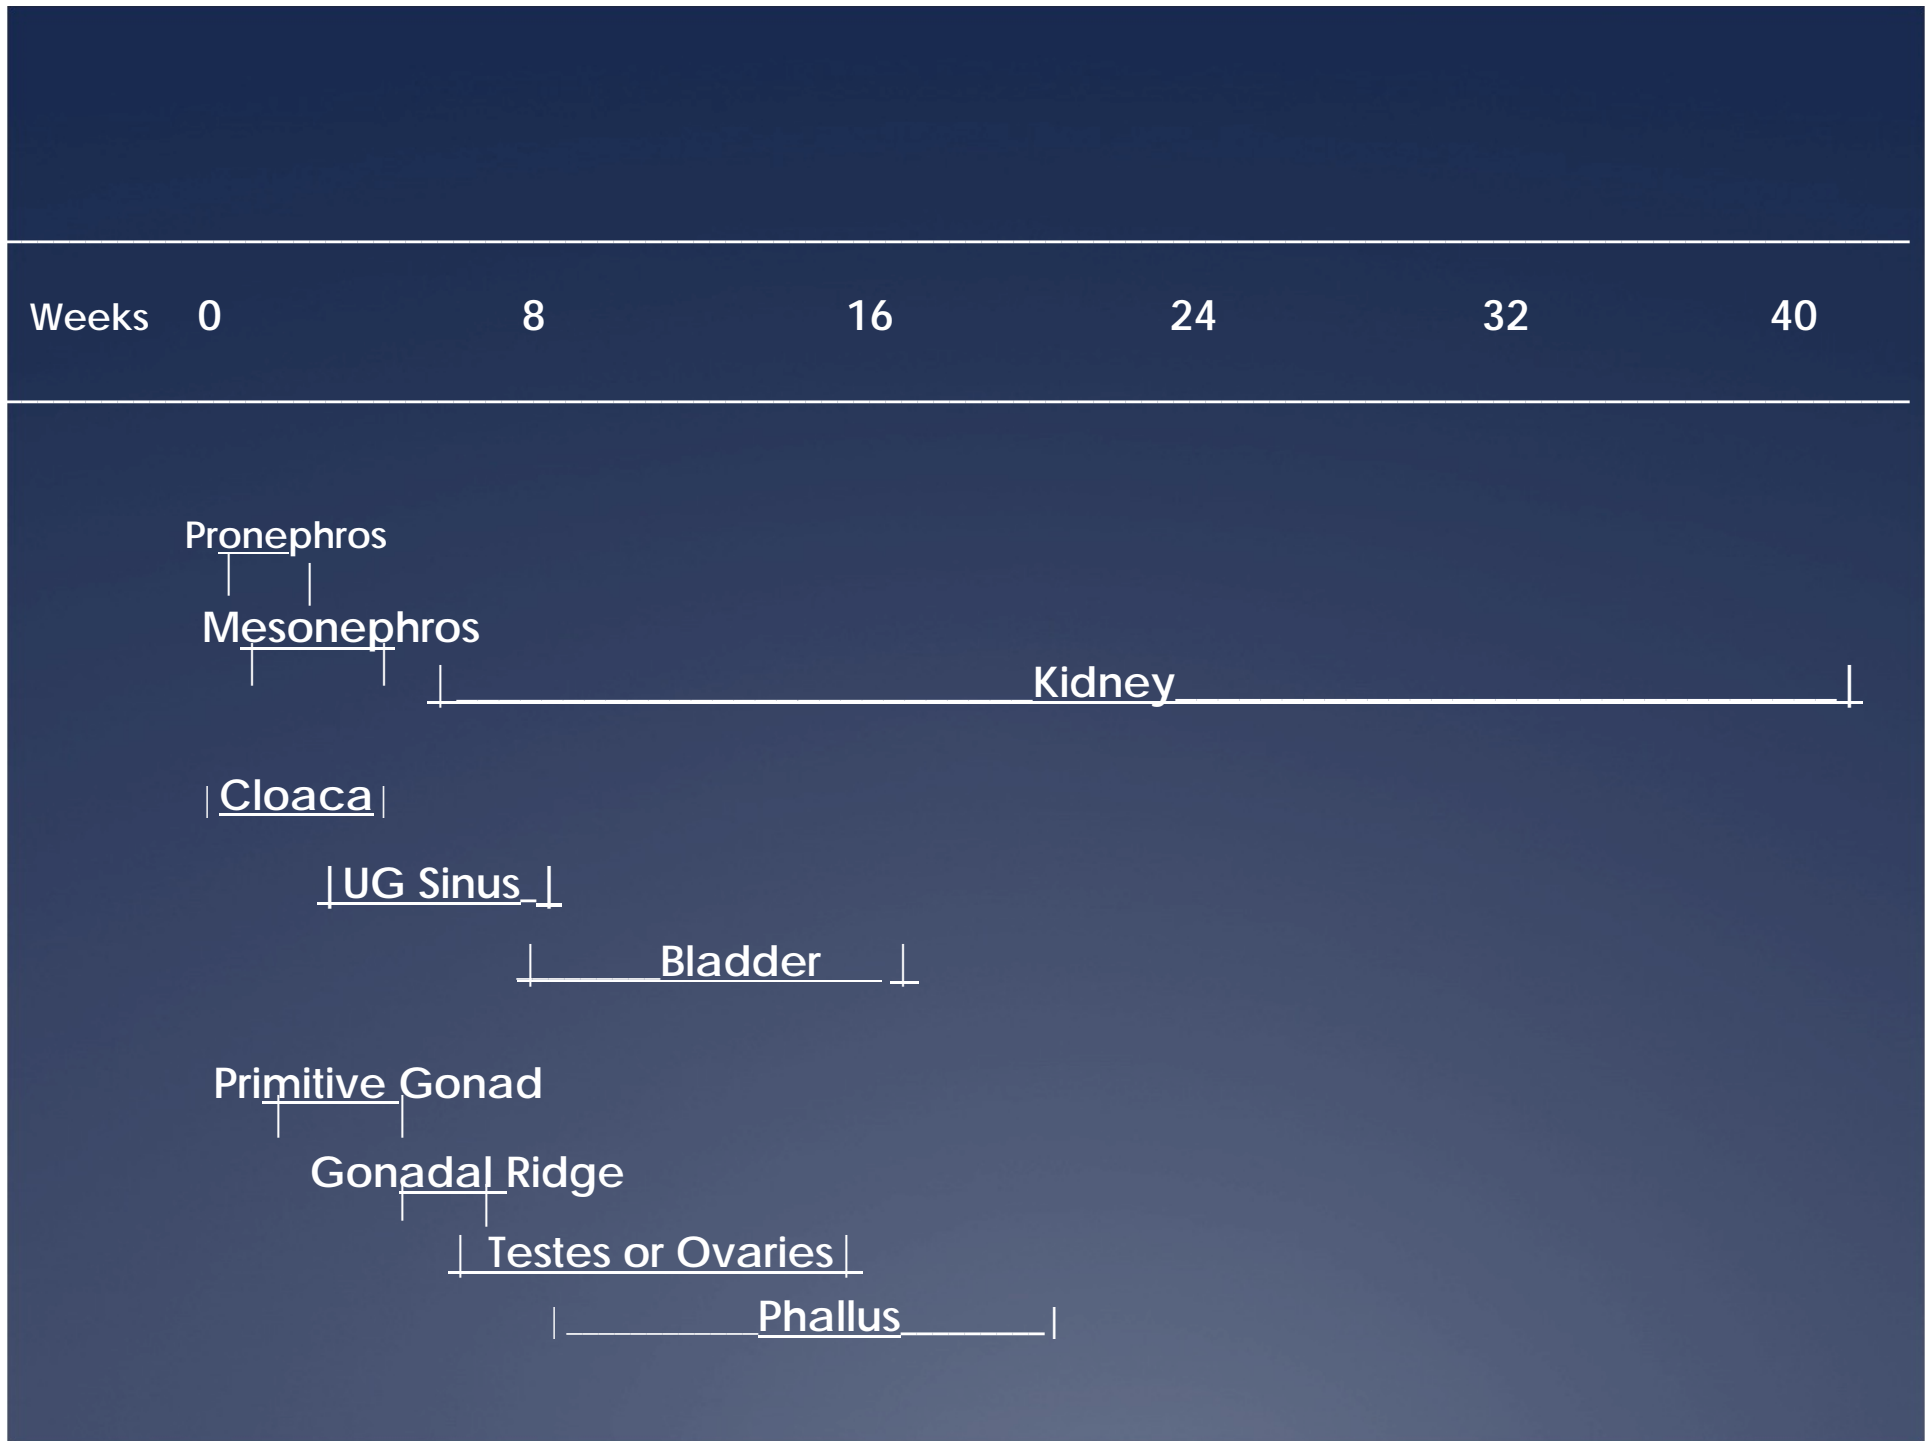 Weeks 0 8 16 24 32 40
Pronephros
Mesonephros
Kidney
Cloaca
UG Sinus
Bladder
Primitive Gonad
Gonadal Ridge
Testes or Ovaries
Phallus